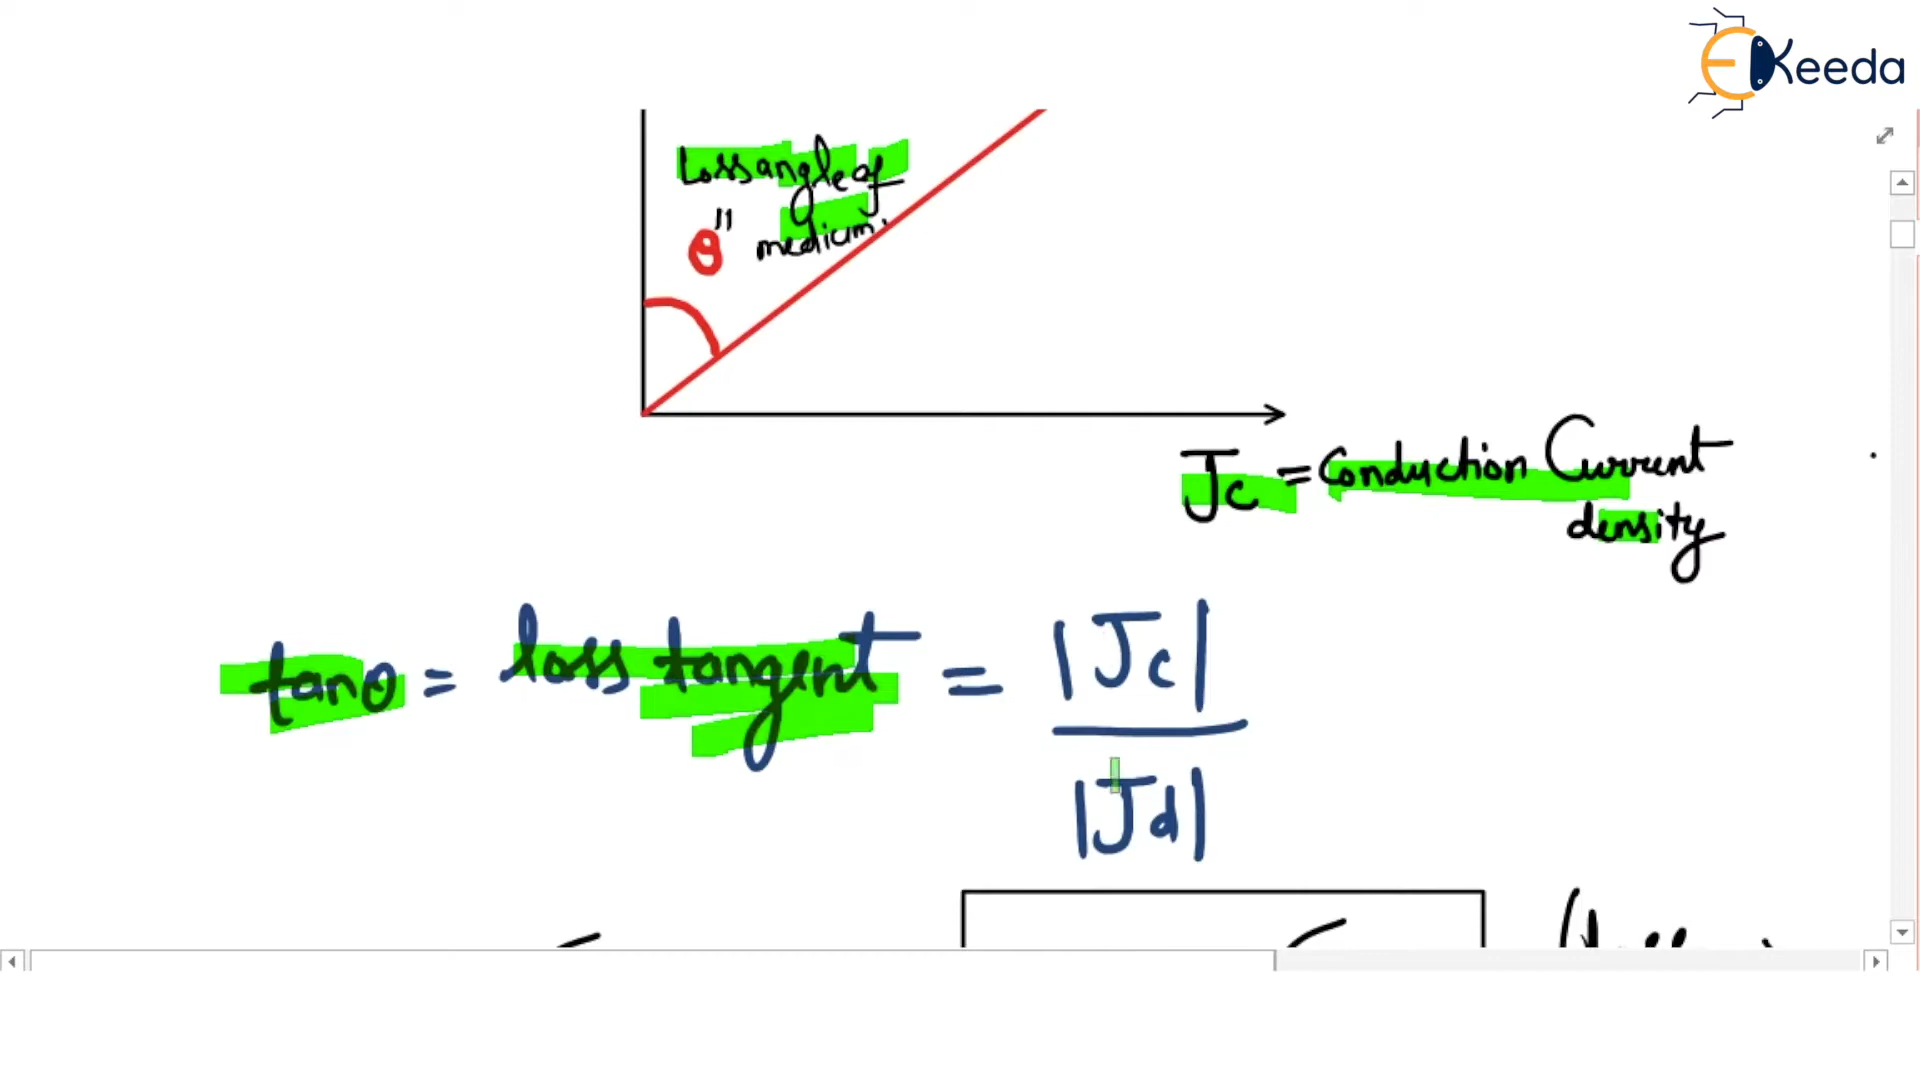 EKeeda
Loss angle of
θ" medium.
Jc = Conduction Current
density
tanθ = loss tangent = |Jc|
|Jd|